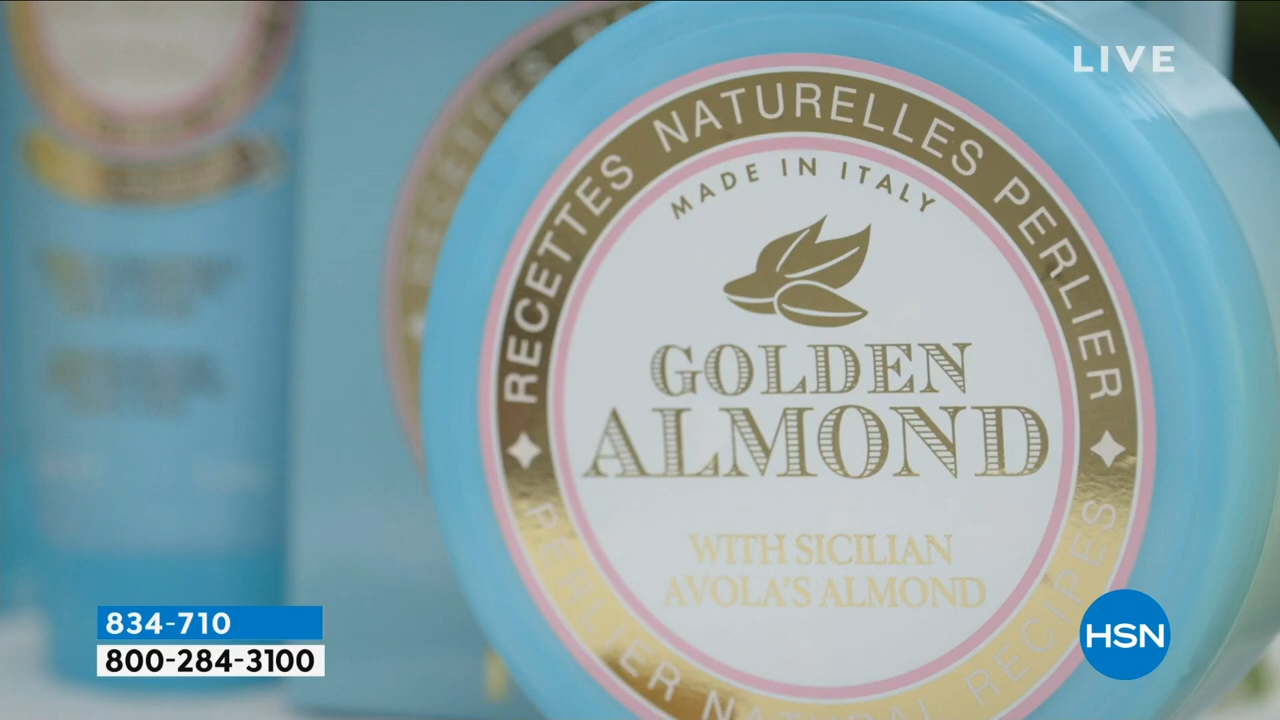 LIVE
RECETTES NATURELLES PERLIER
MADE IN ITALY
GOLDEN
ALMOND
WITH SICILIAN
AVOLA'S ALMOND
PERLIER NATURAL RECIPES
834-710
800-284-3100
HSN